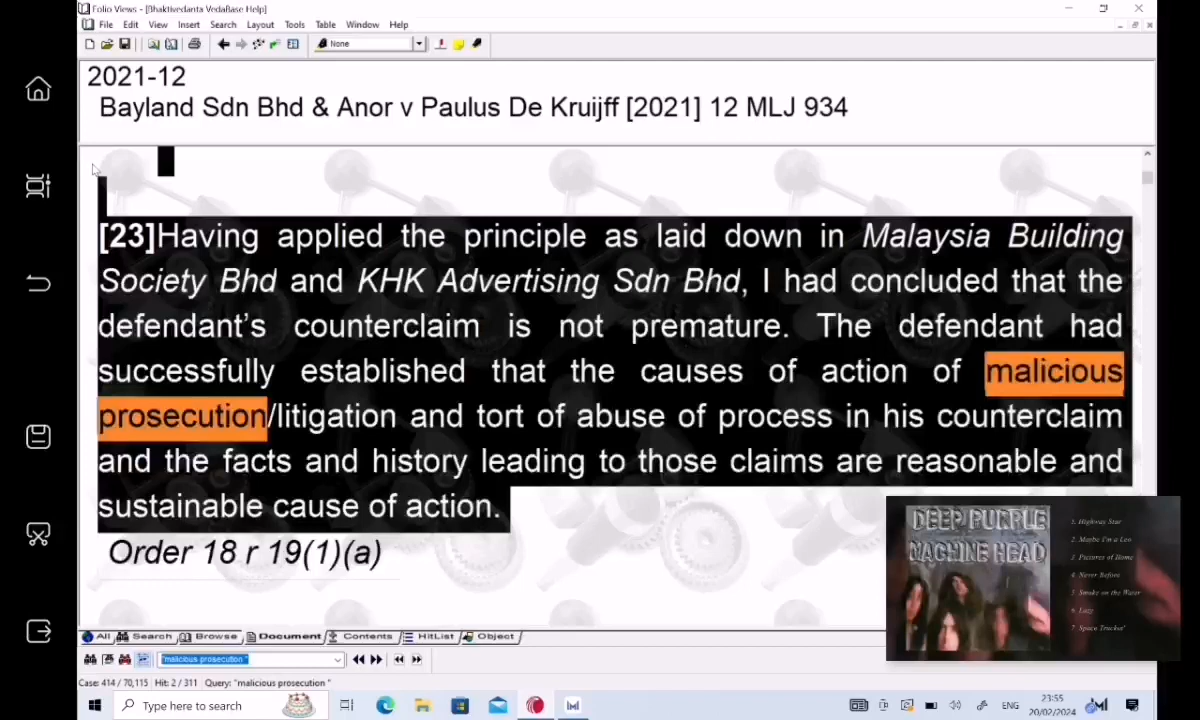 Folio Views - [Bhaktivedanta VedaBase Help]
File Edit View Insert Search Layout Tools Table Window Help
None
2021-12
Bayland Sdn Bhd & Anor v Paulus De Kruijff [2021] 12 MLJ 934
[23]Having applied the principle as laid down in Malaysia Building
Society Bhd and KHK Advertising Sdn Bhd, I had concluded that the
defendant's counterclaim is not premature. The defendant had
successfully established that the causes of action of malicious
prosecution/litigation and tort of abuse of process in his counterclaim
and the facts and history leading to those claims are reasonable and
sustainable cause of action.
Order 18 r 19(1)(a)
DEEP PURPLE
MACHINE HEAD
1. Highway Star
2. Maybe I'm a Leo
3. Pictures of Home
4. Never Before
5. Smoke on the Water
6. Lazy
7. Space Truckin'
All Search Browse Document Contents HitList Object
"malicious prosecution "
Case: 414 / 70,115 Hit: 2 / 311 Query: "malicious prosecution "
Type here to search
ENG
23:55
20/02/2024